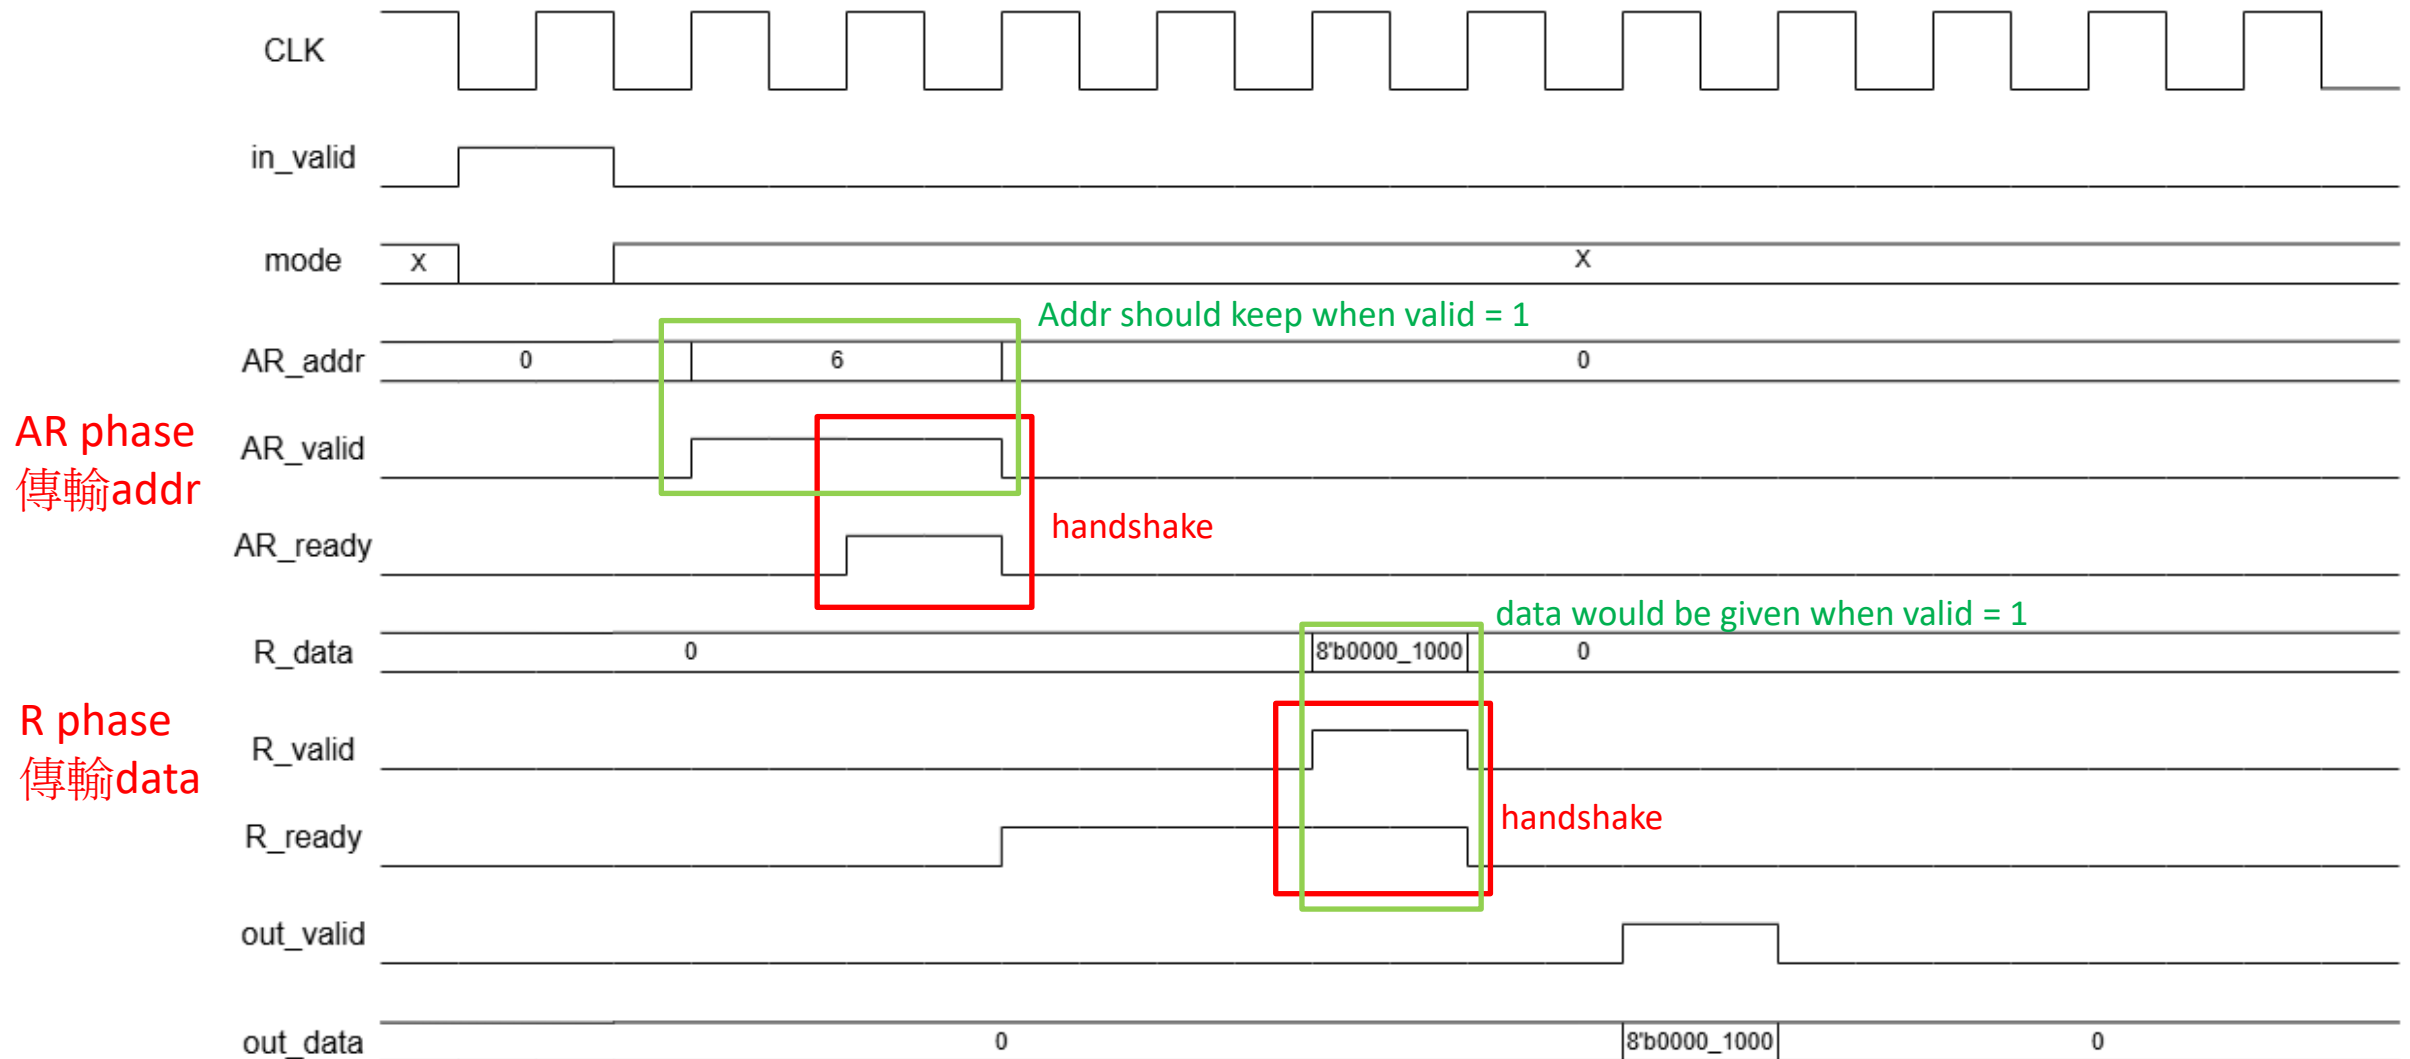 CLK
in_valid
mode
X
X
Addr should keep when valid = 1
AR_addr
0
6
0
AR phase
傳輸addr
AR_valid
handshake
AR_ready
data would be given when valid = 1
R_data
0
8'b0000_1000
0
R phase
傳輸data
R_valid
handshake
R_ready
out_valid
out_data
0
8'b0000_1000
0